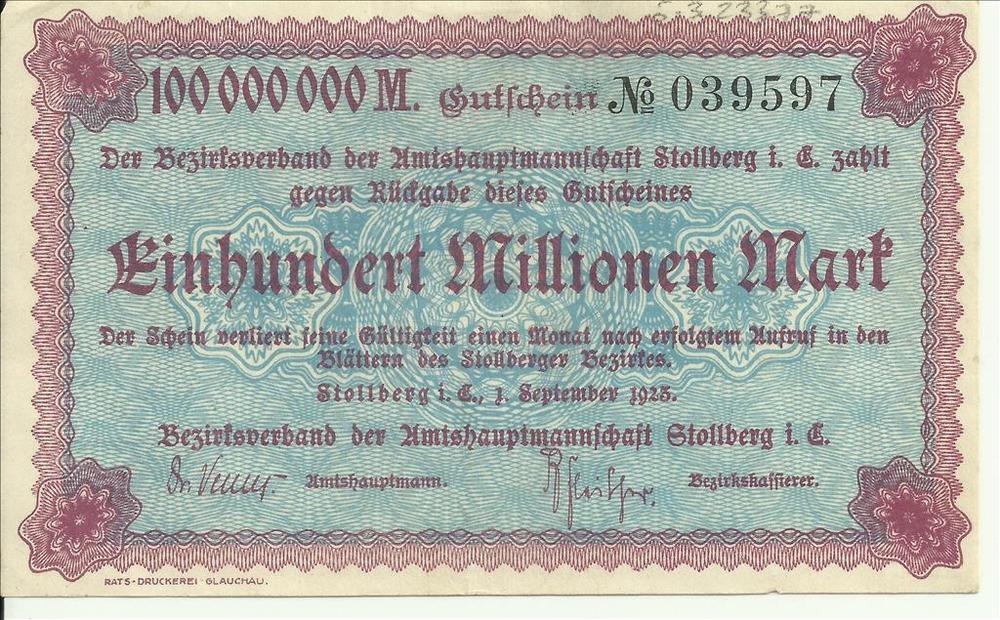 100 000 000 M. Gutschein № 039597
Der Bezirksverband der Amtshauptmannschaft Stollberg i. E. zahlt
gegen Rückgabe dieses Gutscheines
Einhundert Millionen Mark
Der Schein verliert seine Gültigkeit einen Monat nach erfolgtem Aufruf in den
Blättern des Stollberger Bezirkes.
Stollberg i. E., 1. September 1923.
Bezirksverband der Amtshauptmannschaft Stollberg i. E.
Amtshauptmann. Bezirkskassierer.
RATS-DRUCKEREI GLAUCHAU.